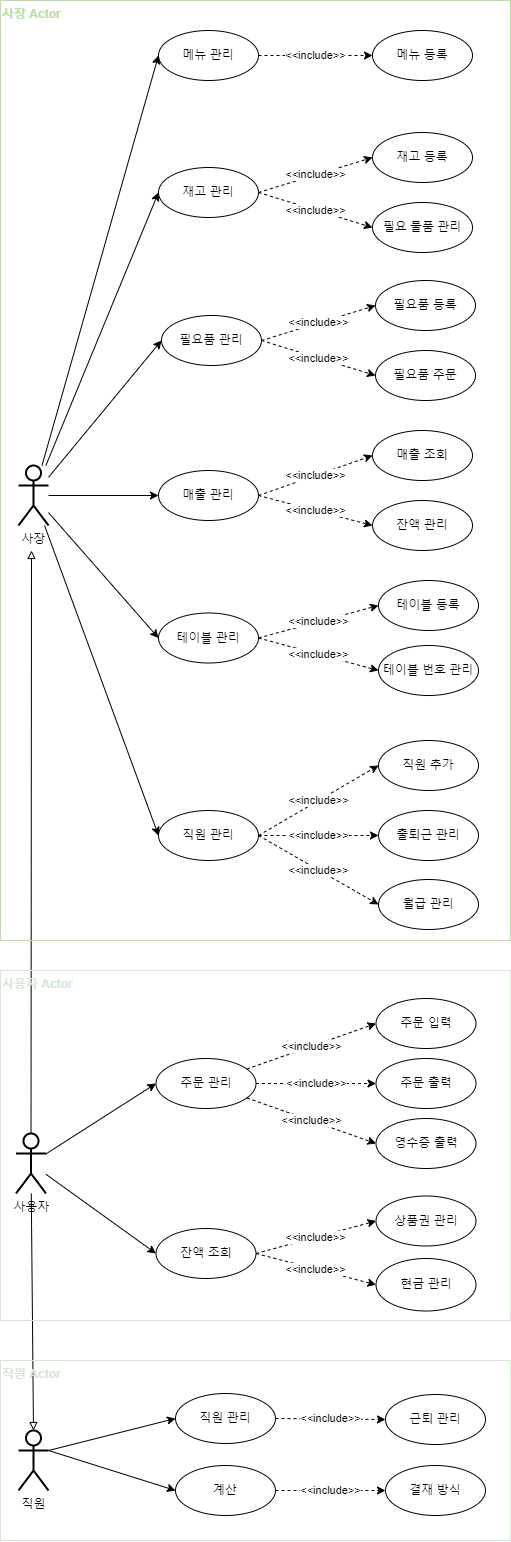 사장 Actor
메뉴 관리
<<include>>
메뉴 등록
재고 관리
<<include>>
재고 등록
<<include>>
필요 물품 관리
필요품 관리
<<include>>
필요품 등록
<<include>>
필요품 주문
사장
매출 관리
<<include>>
매출 조회
<<include>>
잔액 관리
테이블 관리
<<include>>
테이블 등록
<<include>>
테이블 번호 관리
직원 관리
<<include>>
직원 추가
<<include>>
출퇴근 관리
<<include>>
월급 관리
사용자 Actor
사용자
주문 관리
<<include>>
주문 입력
<<include>>
주문 출력
<<include>>
영수증 출력
잔액 조회
<<include>>
상품권 관리
<<include>>
현금 관리
직원 Actor
직원
직원 관리
<<include>>
근퇴 관리
계산
<<include>>
결재 방식